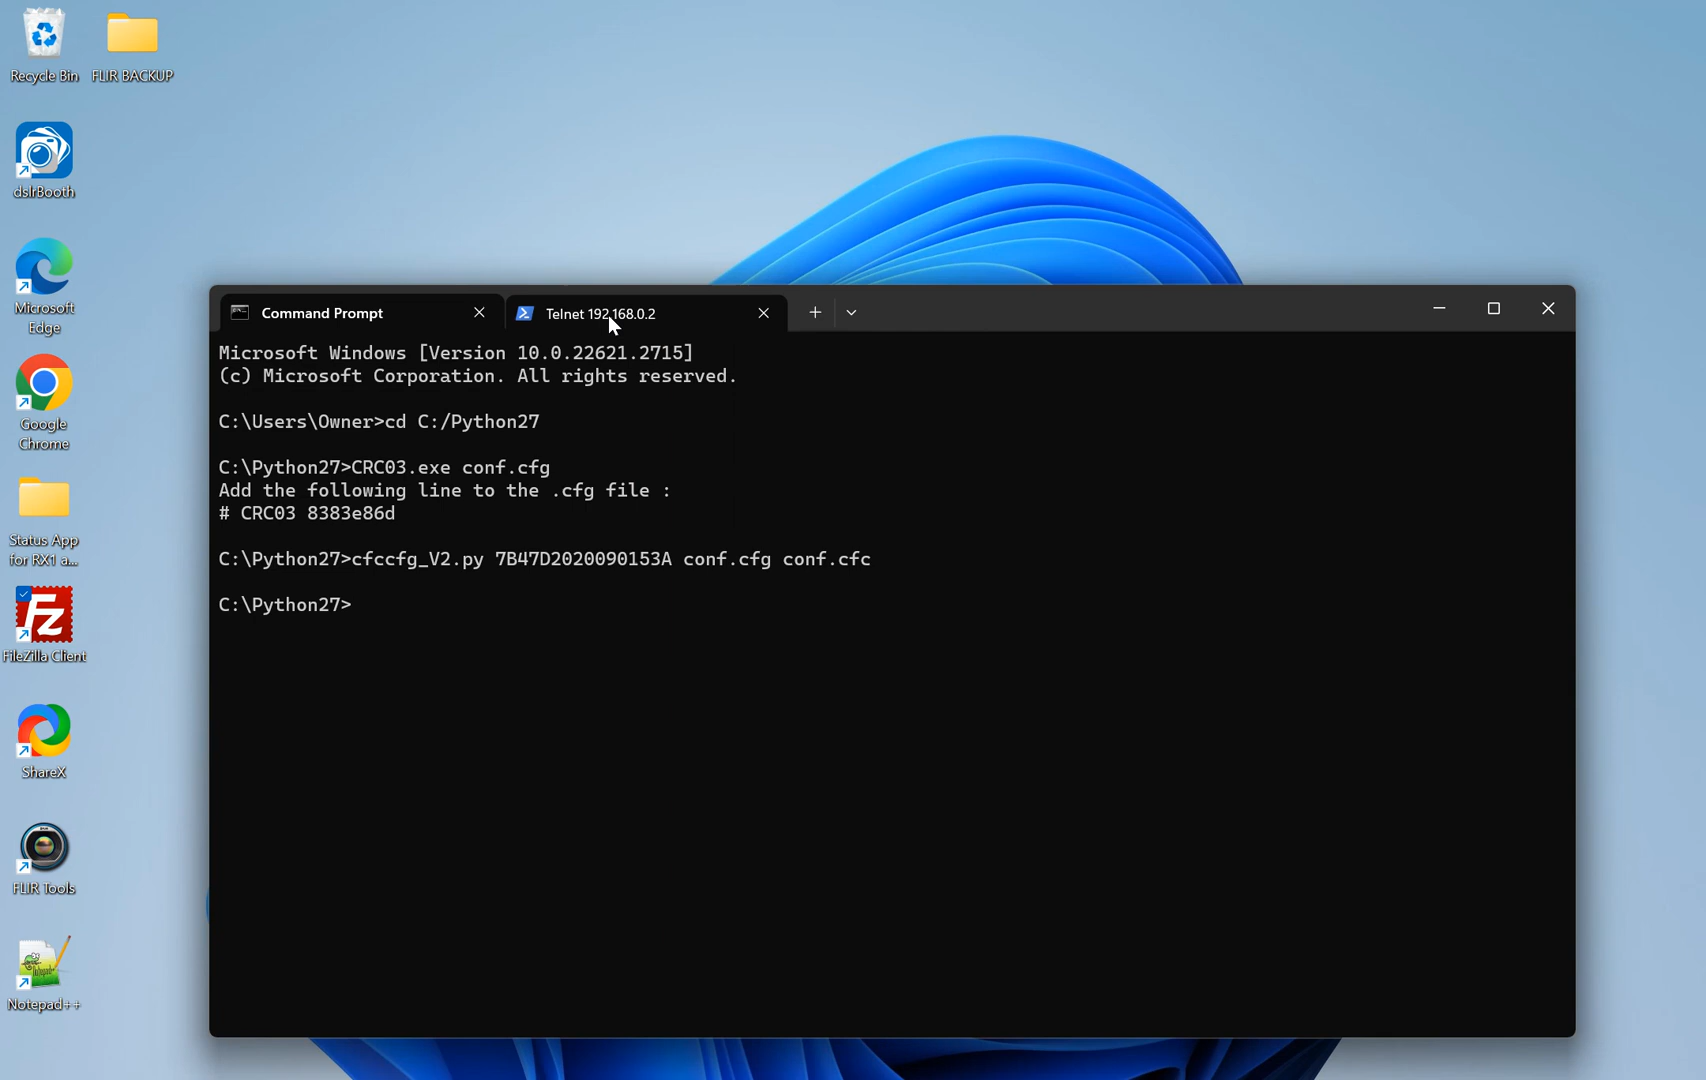 Recycle Bin
FLIR BACKUP
dslrBooth
Microsoft
Edge
Google
Chrome
Status App
for RX1 a...
FileZilla Client
ShareX
FLIR Tools
Notepad++
Command Prompt
Telnet 192.168.0.2
Microsoft Windows [Version 10.0.22621.2715]
(c) Microsoft Corporation. All rights reserved.
C:\Users\Owner>cd C:/Python27
C:\Python27>CRC03.exe conf.cfg
Add the following line to the .cfg file :
# CRC03 8383e86d
C:\Python27>cfccfg_V2.py 7B47D2020090153A conf.cfg conf.cfc
C:\Python27>